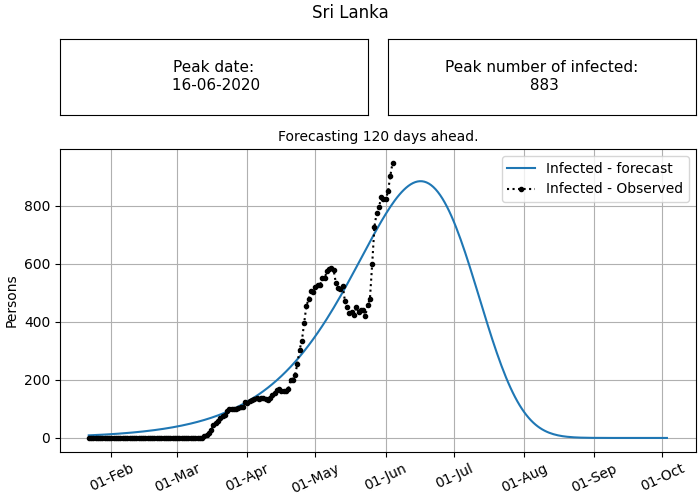 Sri Lanka
Peak date:
16-06-2020
Peak number of infected:
883
Forecasting 120 days ahead.
Infected - forecast
Infected - Observed
Persons
800
600
400
200
0
01-Feb
01-Mar
01-Apr
01-May
01-Jun
01-Jul
01-Aug
01-Sep
01-Oct